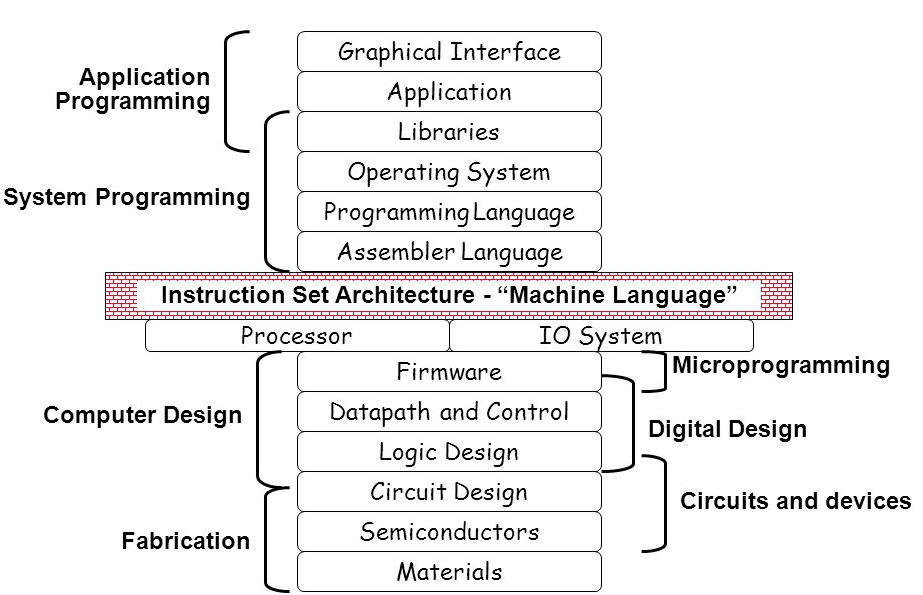 Graphical Interface
Application
Programming
Application
Libraries
Operating System
System Programming
Programming Language
Assembler Language
Instruction Set Architecture - “Machine Language”
Processor
IO System
Firmware
Microprogramming
Computer Design
Datapath and Control
Digital Design
Logic Design
Circuit Design
Circuits and devices
Semiconductors
Fabrication
Materials